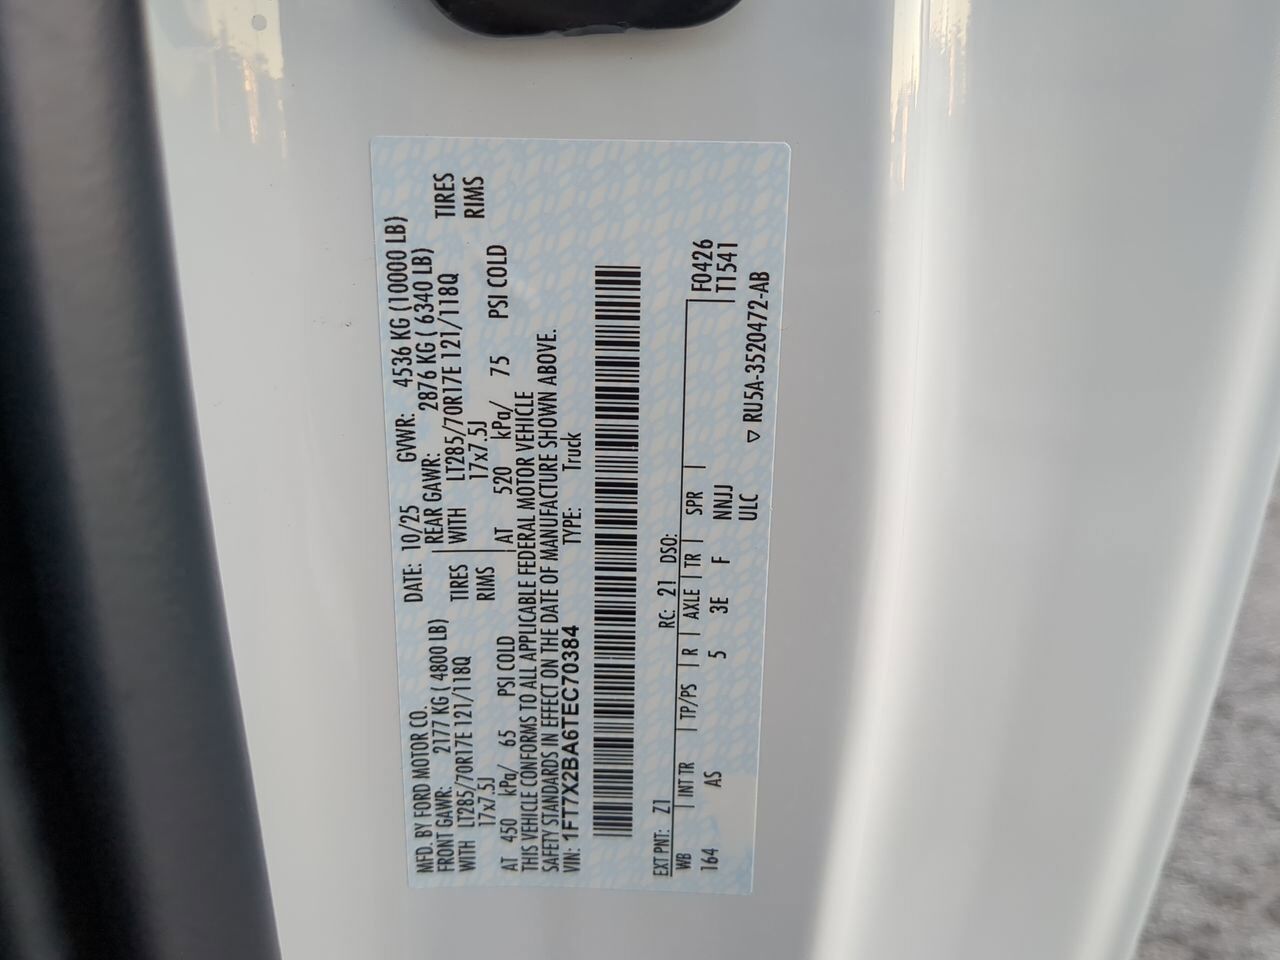 MFD. BY FORD MOTOR CO. DATE: 10/25 GVWR: 4536 KG (10000 LB)
FRONT GAWR: 2177 KG ( 4800 LB) REAR GAWR: 2876 KG ( 6340 LB)
WITH LT285/70R17E 121/118Q TIRES WITH LT285/70R17E 121/118Q TIRES
17x7.5J RIMS 17x7.5J RIMS
AT 450 kPa/ 65 PSI COLD AT 520 kPa/ 75 PSI COLD
THIS VEHICLE CONFORMS TO ALL APPLICABLE FEDERAL MOTOR VEHICLE
SAFETY STANDARDS IN EFFECT ON THE DATE OF MANUFACTURE SHOWN ABOVE.
VIN: 1FT7X2BA6TEC70384 TYPE: Truck
EXT PNT: Z1 RC: 21 DSO:
WB INT TR TP/PS R AXLE TR SPR F0426
164 AS 5 3E F NNJJ T1541
ULC
▽ RU5A-3520472-AB